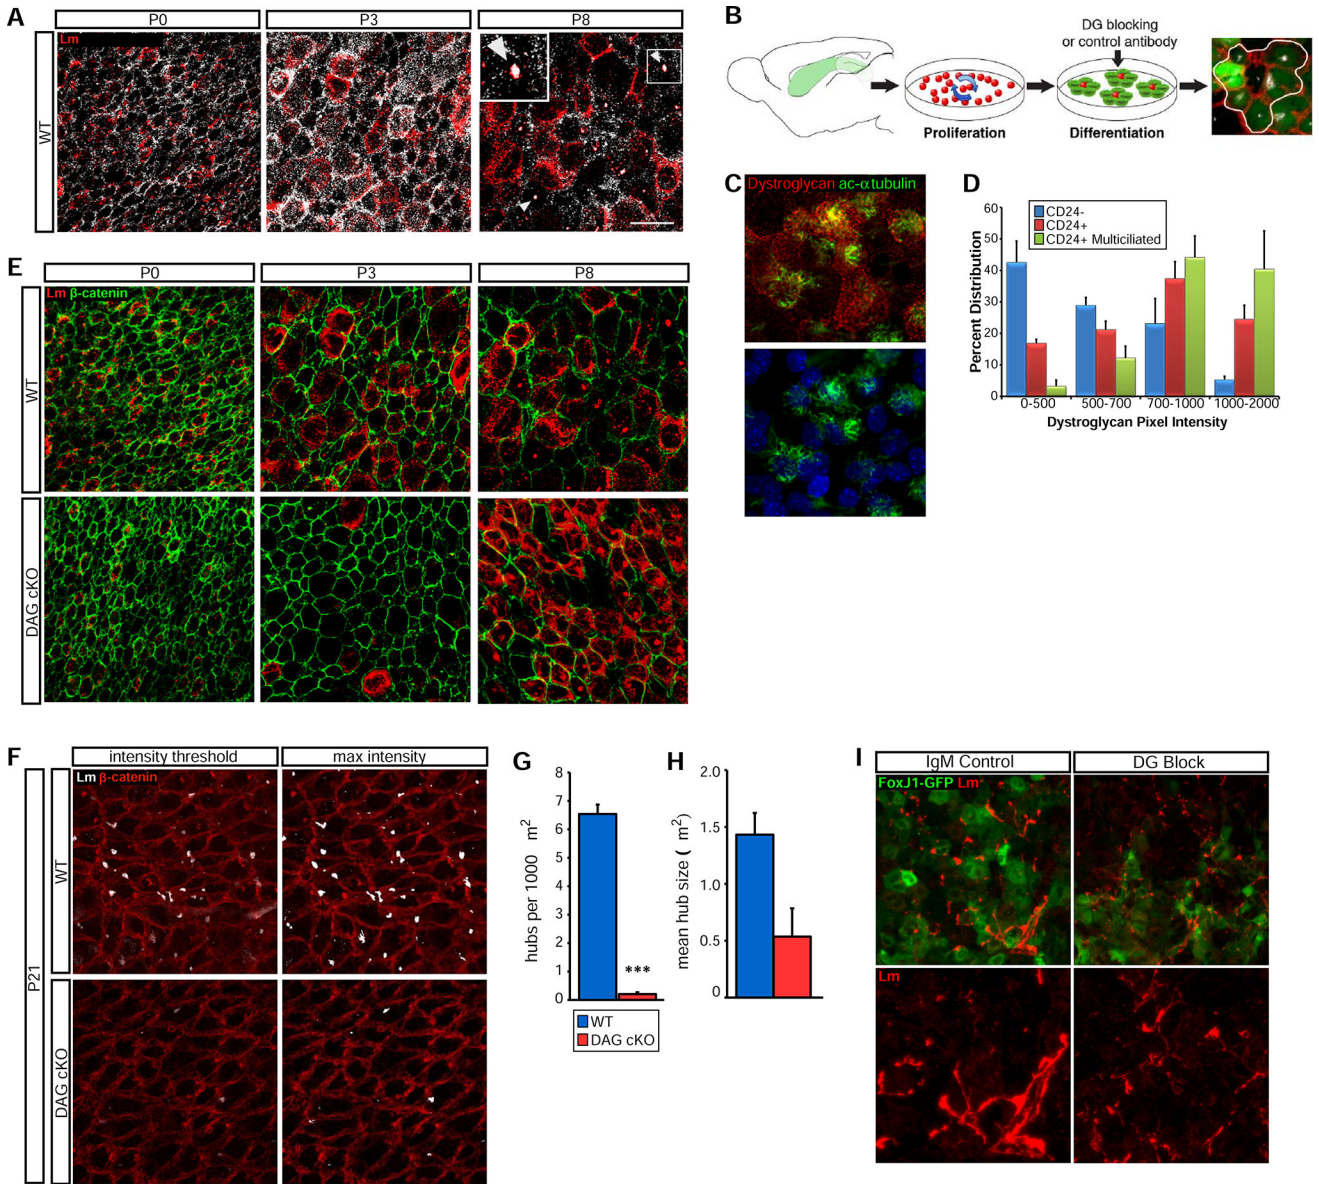 A
P0
P3
P8
Lm
WT
B
DG blocking
or control antibody
Proliferation
Differentiation
C
Dystroglycan ac-αtubulin
D
60
50
40
30
20
10
0
Percent Distribution
CD24-
CD24+
CD24+ Multiciliated
0-500
500-700
700-1000
1000-2000
Dystroglycan Pixel Intensity
E
P0
P3
P8
Lm β-catenin
WT
DAG cKO
F
intensity threshold
max intensity
Lm β-catenin
P21
WT
DAG cKO
G
8
7
6
5
4
3
2
1
0
hubs per 1000 m²
***
WT
DAG cKO
H
2.0
1.5
1.0
0.5
0
mean hub size ( m²)
I
IgM Control
DG Block
FoxJ1-GFP Lm
Lm